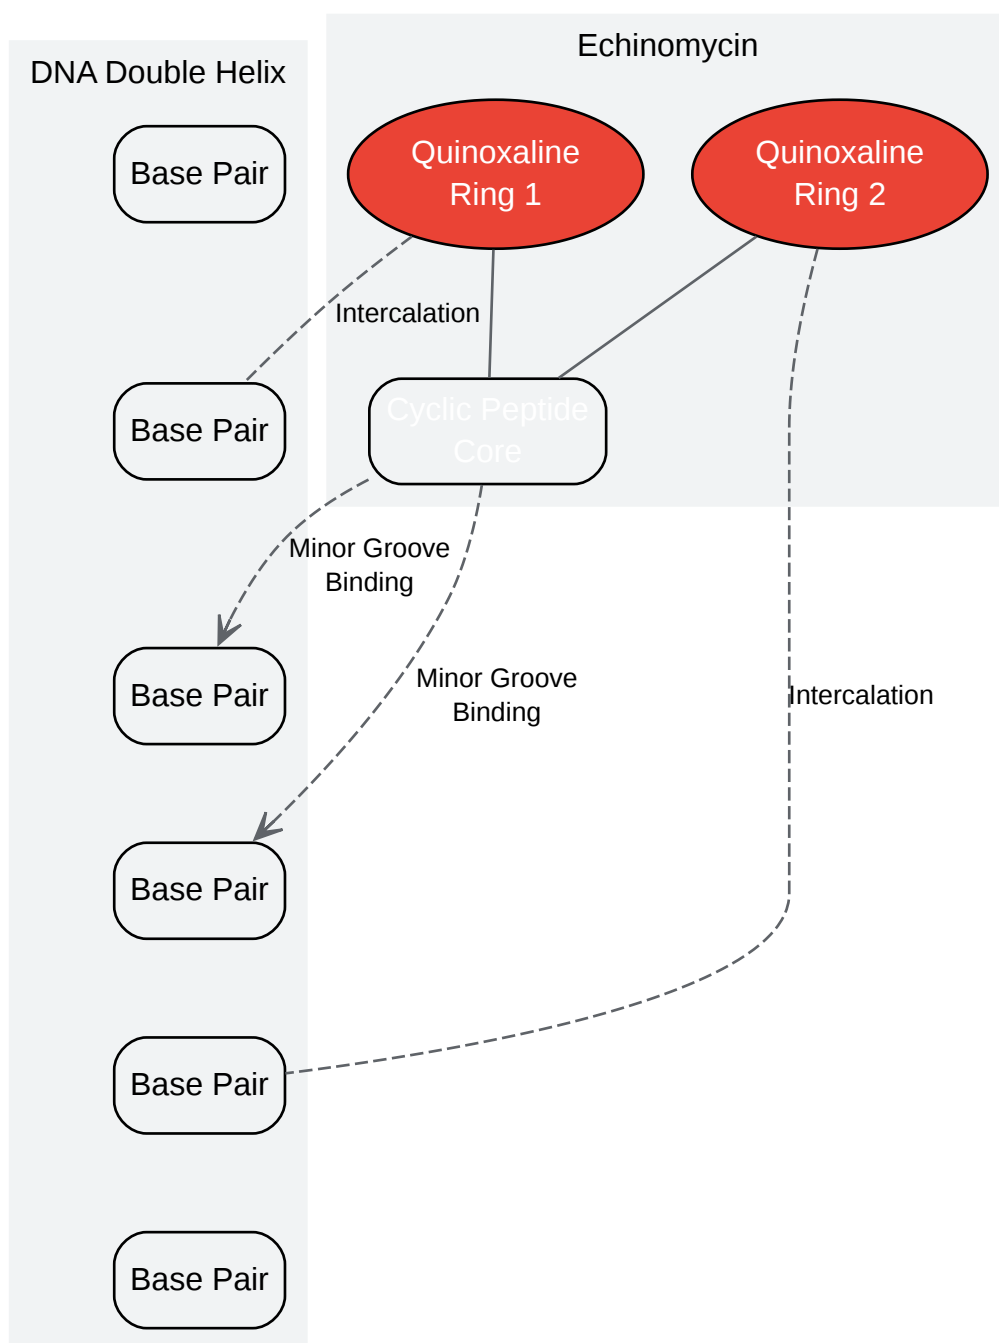 Echinomycin
DNA Double Helix
Base Pair
Quinoxaline
Ring 1
Quinoxaline
Ring 2
Intercalation
Base Pair
Cyclic Peptide
Core
Minor Groove
Binding
Base Pair
Minor Groove
Binding
Intercalation
Base Pair
Base Pair
Base Pair